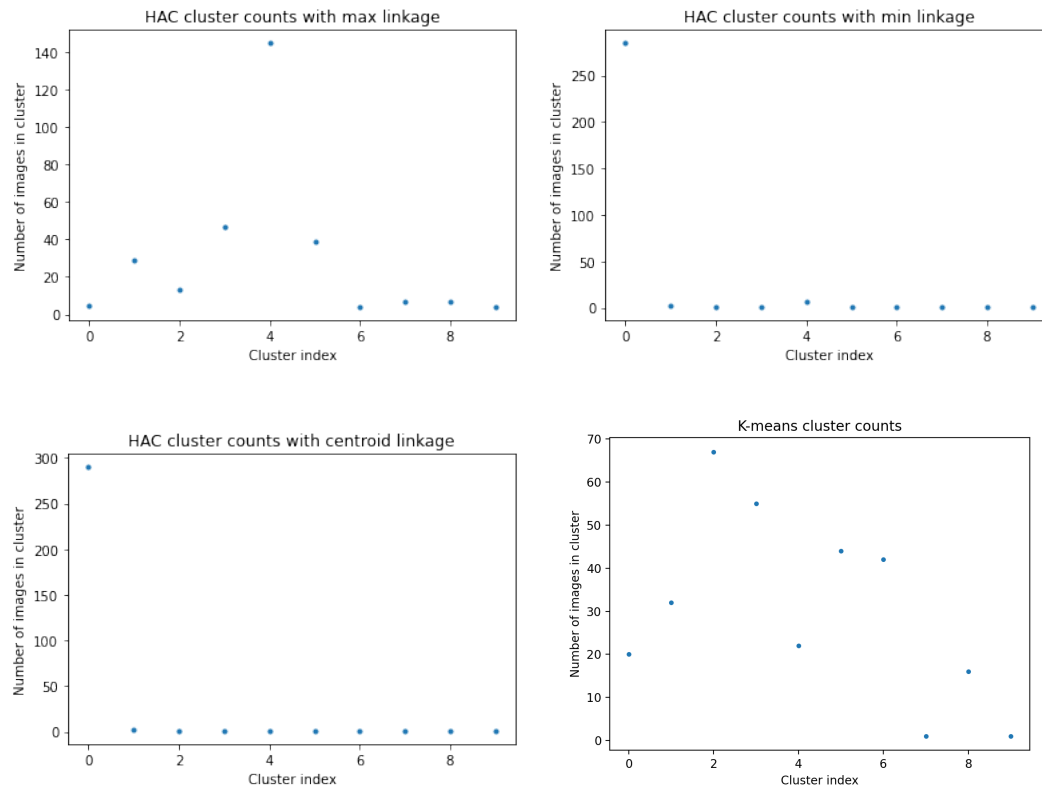 HAC cluster counts with max linkage
Number of images in cluster
140
120
100
80
60
40
20
0
0 2 4 6 8
Cluster index
HAC cluster counts with min linkage
Number of images in cluster
250
200
150
100
50
0
0 2 4 6 8
Cluster index
HAC cluster counts with centroid linkage
Number of images in cluster
300
250
200
150
100
50
0
0 2 4 6 8
Cluster index
K-means cluster counts
Number of images in cluster
70
60
50
40
30
20
10
0
0 2 4 6 8
Cluster index